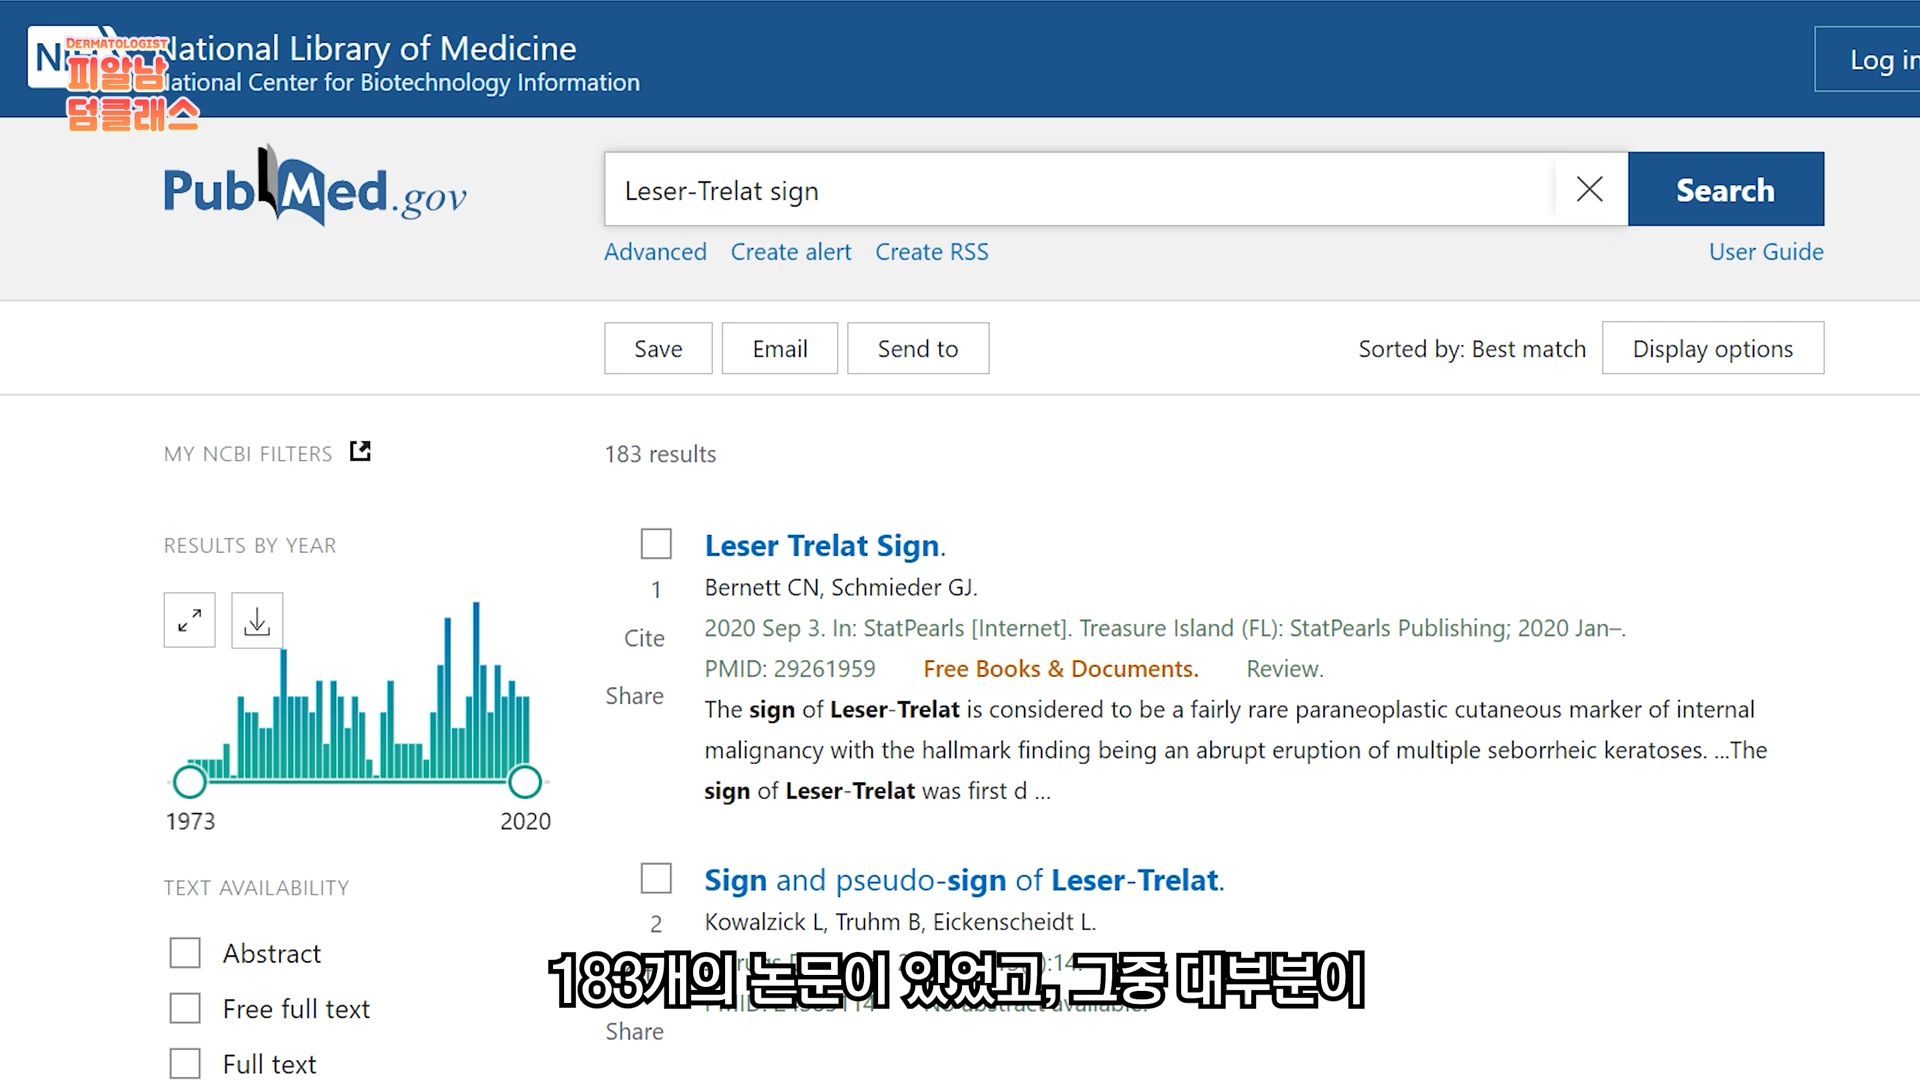 DERMATOLOGIST
피알남
덤클래스
National Library of Medicine
National Center for Biotechnology Information
Log in
PubMed.gov
Leser-Trelat sign
Search
Advanced Create alert Create RSS
User Guide
Save Email Send to
Sorted by: Best match Display options
MY NCBI FILTERS
183 results
RESULTS BY YEAR
1973 2020
TEXT AVAILABILITY
Abstract
Free full text
Full text
Leser Trelat Sign.
1
Bernett CN, Schmieder GJ.
Cite
2020 Sep 3. In: StatPearls [Internet]. Treasure Island (FL): StatPearls Publishing; 2020 Jan–.
PMID: 29261959 Free Books & Documents. Review.
Share
The sign of Leser-Trelat is considered to be a fairly rare paraneoplastic cutaneous marker of internal
malignancy with the hallmark finding being an abrupt eruption of multiple seborrheic keratoses. ...The
sign of Leser-Trelat was first d ...
Sign and pseudo-sign of Leser-Trelat.
2
Kowalzick L, Truhm B, Eickenscheidt L.
183개의 논문이 있었고, 그중 대부분이
No abstract available.
Share